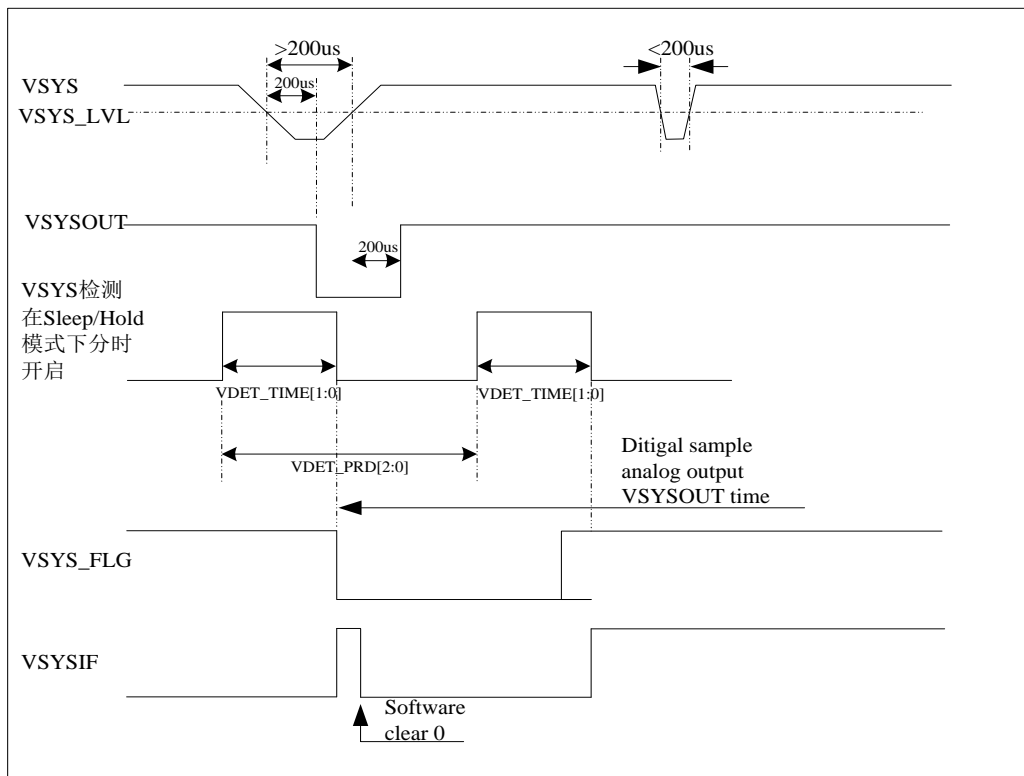 >200us
<200us
200us
VSYS
VSYS_LVL
VSYSOUT
200us
VSYS检测
在Sleep/Hold
模式下分时
开启
VDET_TIME[1:0]
VDET_TIME[1:0]
VDET_PRD[2:0]
Ditigal sample
analog output
VSYSOUT time
VSYS_FLG
VSYSIF
Software
clear 0